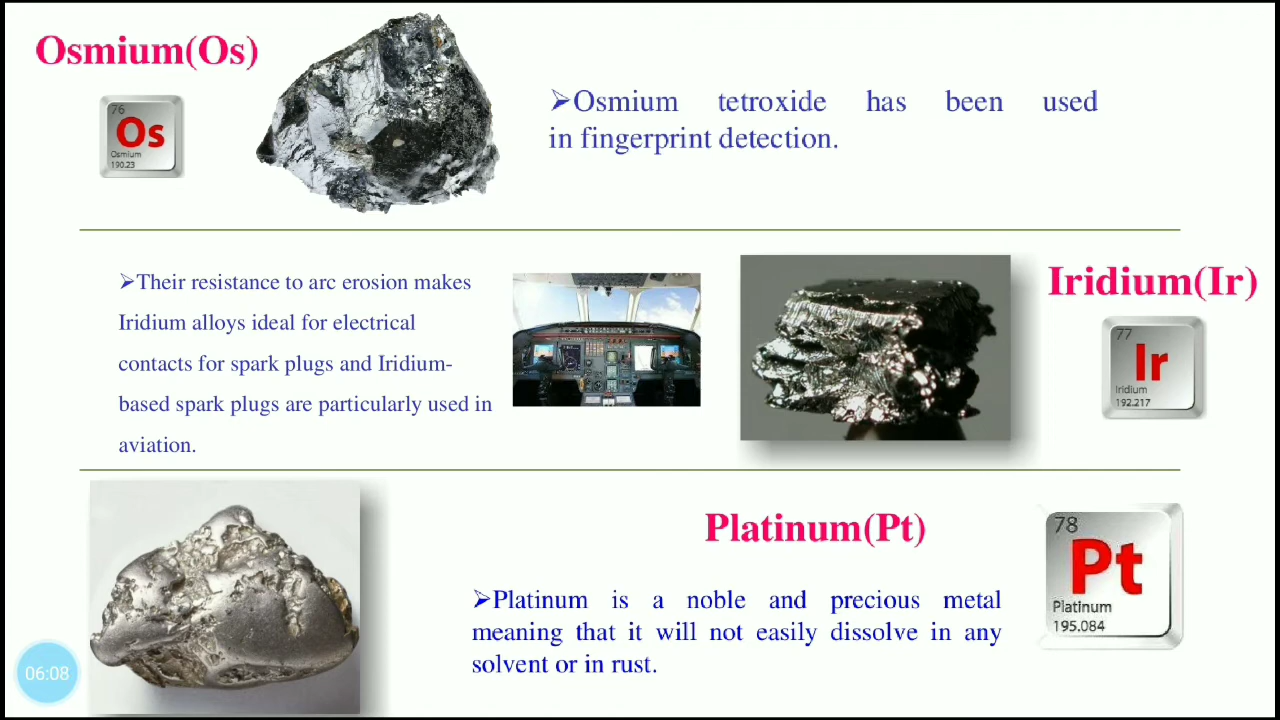 Osmium(Os)
76
Os
Osmium
190.23
➢Osmium tetroxide has been used
in fingerprint detection.
➢Their resistance to arc erosion makes
Iridium alloys ideal for electrical
contacts for spark plugs and Iridium-
based spark plugs are particularly used in
aviation.
Iridium(Ir)
77
Ir
Iridium
192.217
Platinum(Pt)
78
Pt
Platinum
195.084
➢Platinum is a noble and precious metal
meaning that it will not easily dissolve in any
solvent or in rust.
06:08